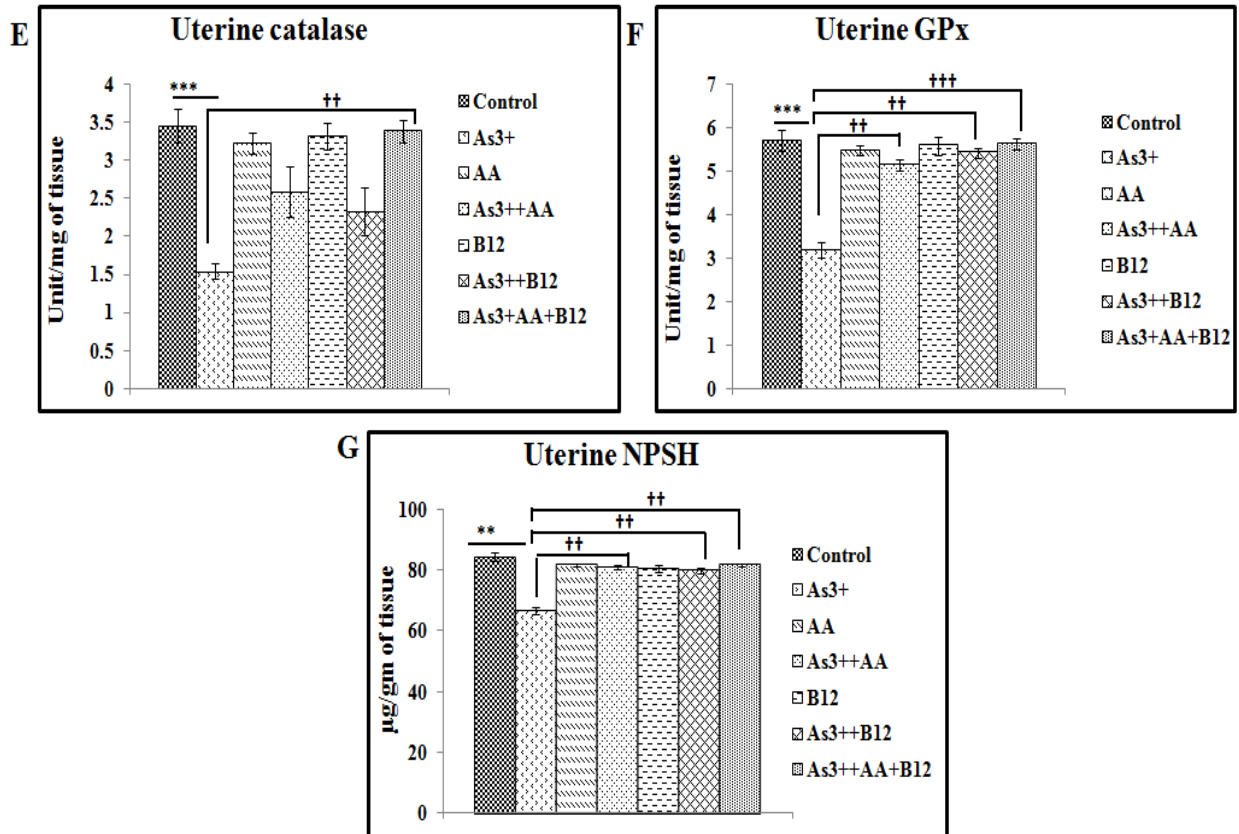 E
Uterine catalase
Unit/mg of tissue
4
3.5
3
2.5
2
1.5
1
0.5
0
***
††
Control
As3+
AA
As3++AA
B12
As3++B12
As3+AA+B12
F
Uterine GPx
Unit/mg of tissue
7
6
5
4
3
2
1
0
***
††
††
†††
Control
As3+
AA
As3++AA
B12
As3++B12
As3+AA+B12
G
Uterine NPSH
µg/gm of tissue
100
80
60
40
20
0
**
††
††
††
Control
As3+
AA
As3++AA
B12
As3++B12
As3++AA+B12